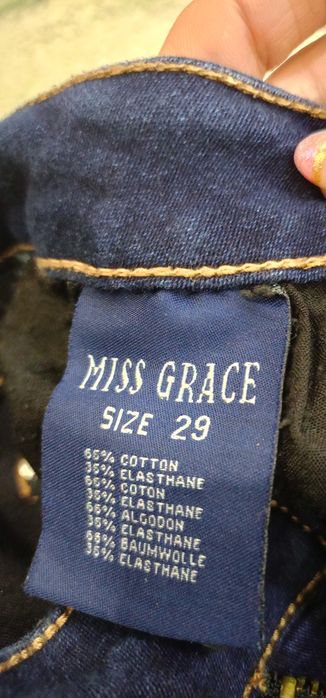 MISS GRACE
SIZE 29
65% COTTON
35% ELASTHANE
65% COTON
35% ELASTHANE
65% ALGODON
35% ELASTHANE
68% BAUMWOLLE
35% ELASTHANE